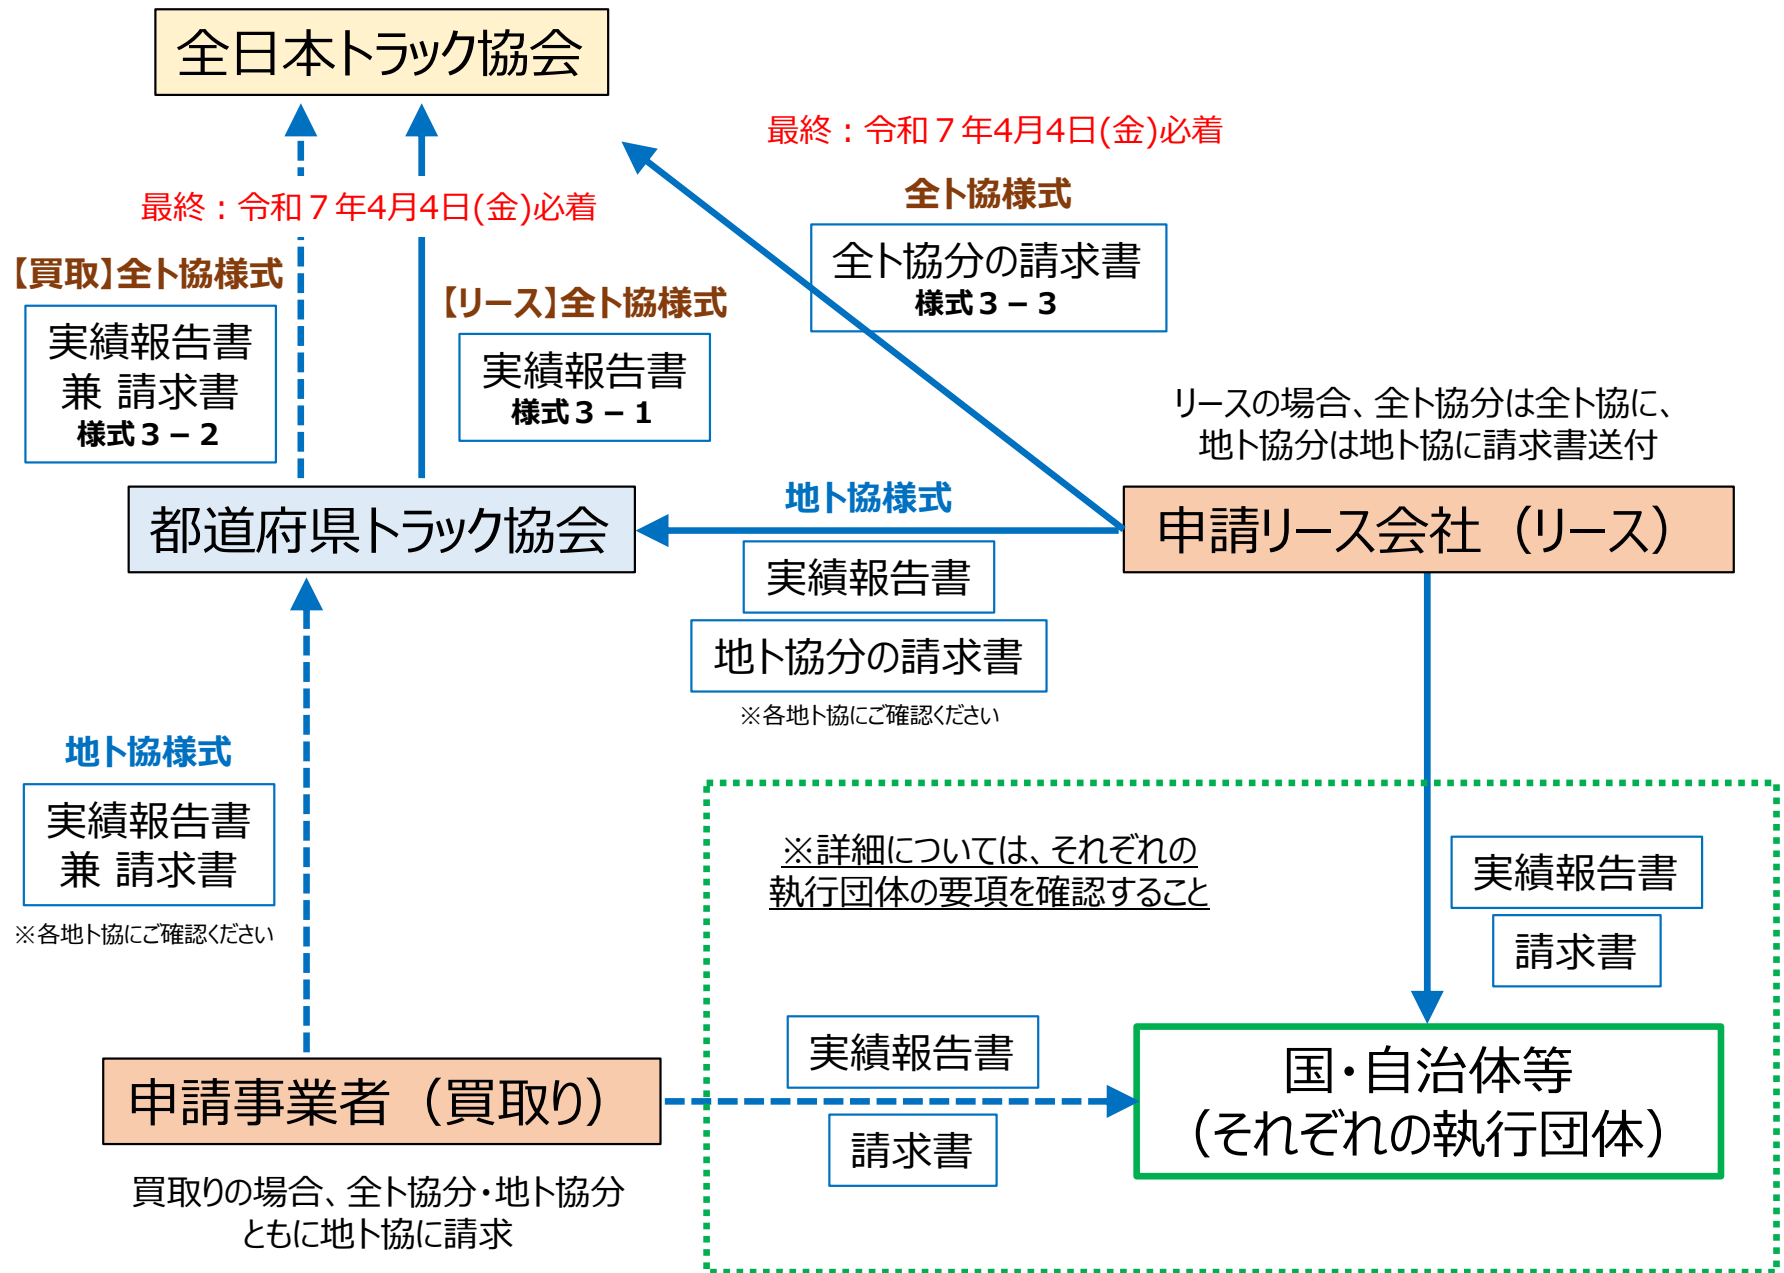 全日本トラック協会
最終：令和７年4月4日(金)必着
最終：令和７年4月4日(金)必着
【買取】全ト協様式
実績報告書
兼 請求書
様式３－２
【リース】全ト協様式
実績報告書
様式３－１
全ト協様式
全ト協分の請求書
様式３－３
リースの場合、全ト協分は全ト協に、
地ト協分は地ト協に請求書送付
都道府県トラック協会
地ト協様式
申請リース会社（リース）
実績報告書
地ト協分の請求書
※各地ト協にご確認ください
地ト協様式
実績報告書
兼 請求書
※各地ト協にご確認ください
※詳細については、それぞれの
執行団体の要項を確認すること
実績報告書
請求書
実績報告書
請求書
国・自治体等
（それぞれの執行団体）
申請事業者（買取り）
買取りの場合、全ト協分・地ト協分
ともに地ト協に請求